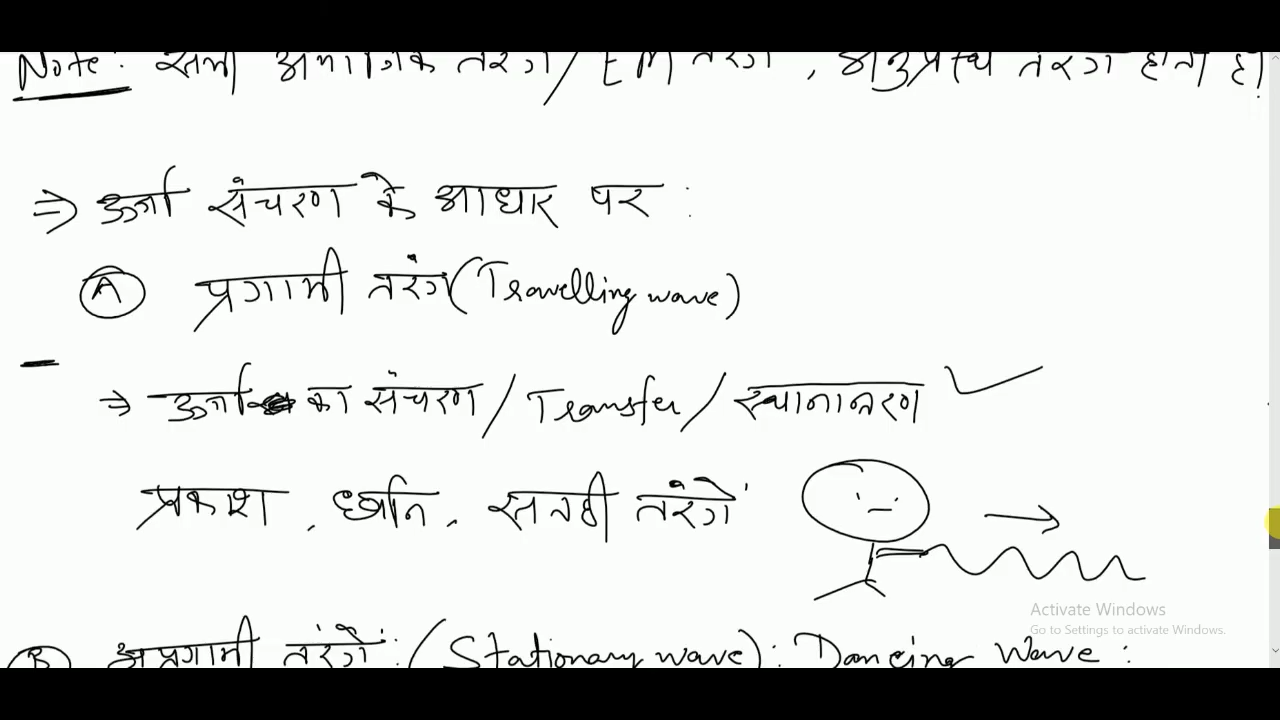 Note: सभी अयांत्रिक तरंग / EM तरंग, अनुप्रस्थ तरंग होती है।
⇒ ऊर्जा संचरण के आधार पर :
(A) प्रगामी तरंग (Travelling wave)
→ ऊर्जा का संचरण / Transfer / स्थानान्तरण ✓
प्रकाश, ध्वनि, सतही तरंगे
Activate Windows
Go to Settings to activate Windows.
(B) अप्रगामी तरंगे : (Stationary wave) : Dancing Wave :